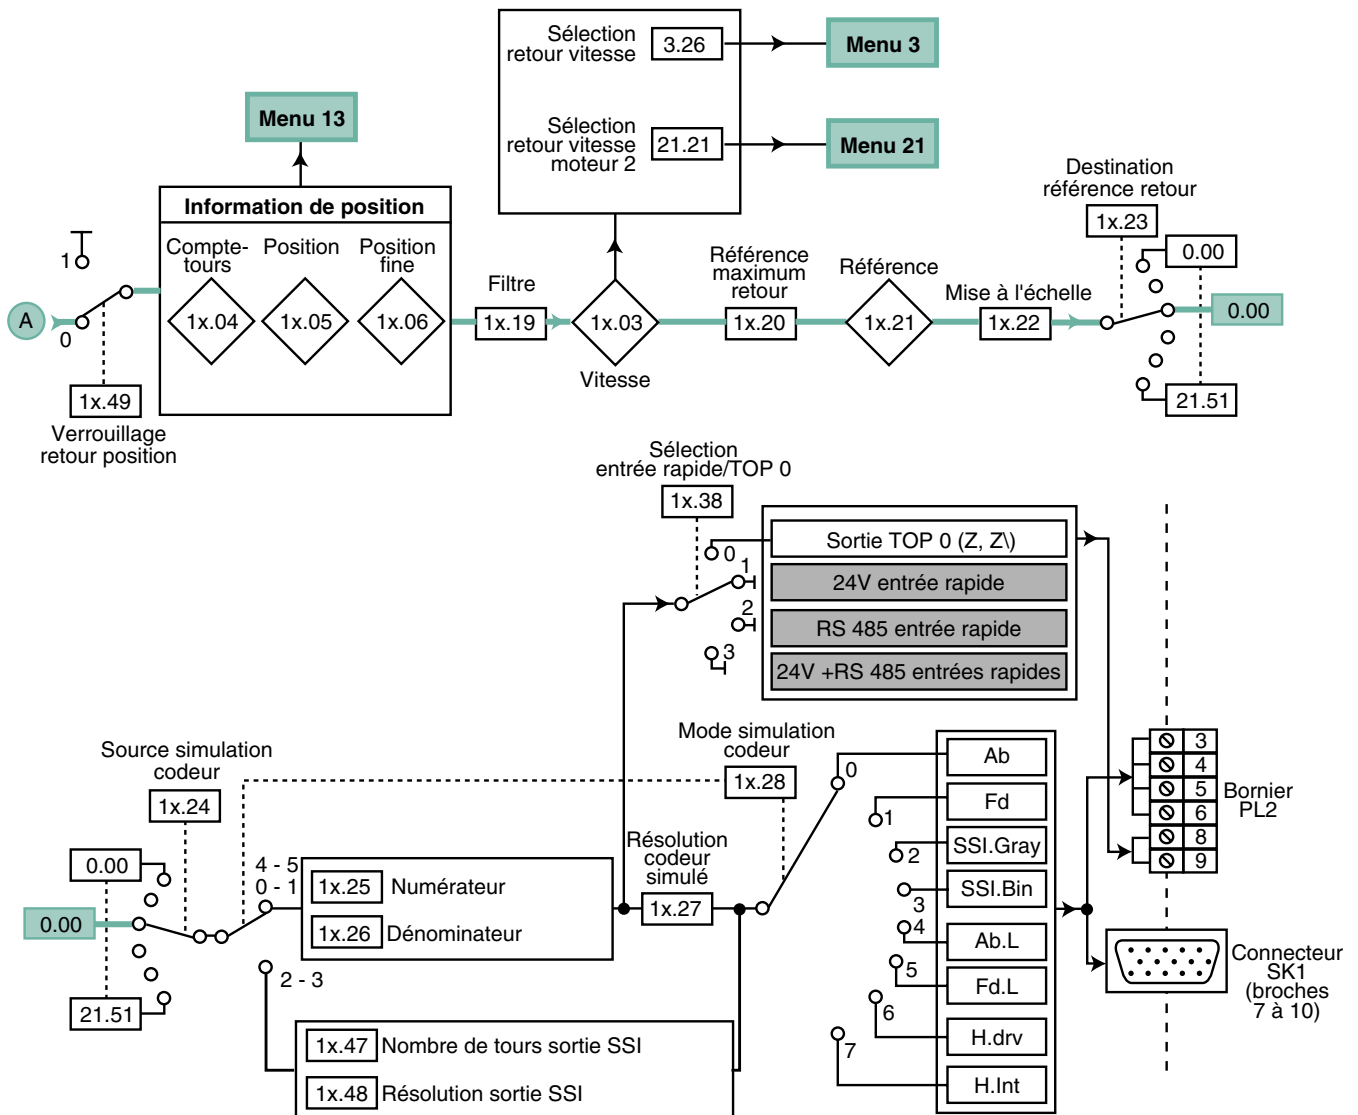 Sélection
retour vitesse
3.26
Menu 3
Menu 13
Sélection
retour vitesse
moteur 2
21.21
Menu 21
Destination
référence retour
1x.23
0.00
Information de position
Compte-
tours
Position
Position
fine
1
A
0
1x.04
1x.05
1x.06
Filtre
1x.19
1x.03
Vitesse
Référence
maximum
retour
1x.20
Référence
1x.21
Mise à l'échelle
1x.22
0.00
21.51
1x.49
Verrouillage
retour position
Sélection
entrée rapide/TOP 0
1x.38
0
1
2
3
Sortie TOP 0 (Z, Z\)
24V entrée rapide
RS 485 entrée rapide
24V +RS 485 entrées rapides
Source simulation
codeur
1x.24
Mode simulation
codeur
1x.28
0.00
0.00
21.51
4 - 5
0 - 1
2 - 3
1x.25 Numérateur
1x.26 Dénominateur
Résolution
codeur
simulé
1x.27
1x.47 Nombre de tours sortie SSI
1x.48 Résolution sortie SSI
0
1
2
3
4
5
6
7
Ab
Fd
SSI.Gray
SSI.Bin
Ab.L
Fd.L
H.drv
H.Int
3
4
5
6
8
9
Bornier
PL2
Connecteur
SK1
(broches
7 à 10)